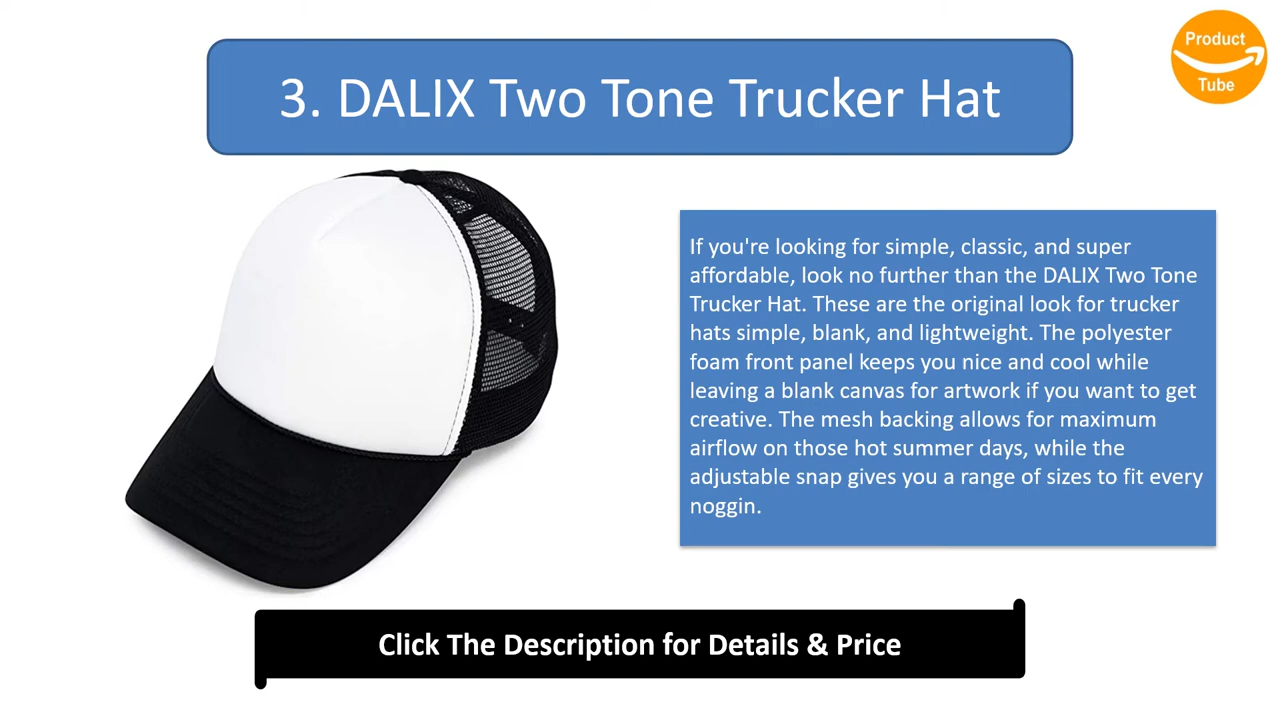 Product
Tube
3. DALIX Two Tone Trucker Hat
If you're looking for simple, classic, and super
affordable, look no further than the DALIX Two Tone
Trucker Hat. These are the original look for trucker
hats simple, blank, and lightweight. The polyester
foam front panel keeps you nice and cool while
leaving a blank canvas for artwork if you want to get
creative. The mesh backing allows for maximum
airflow on those hot summer days, while the
adjustable snap gives you a range of sizes to fit every
noggin.
Click The Description for Details & Price